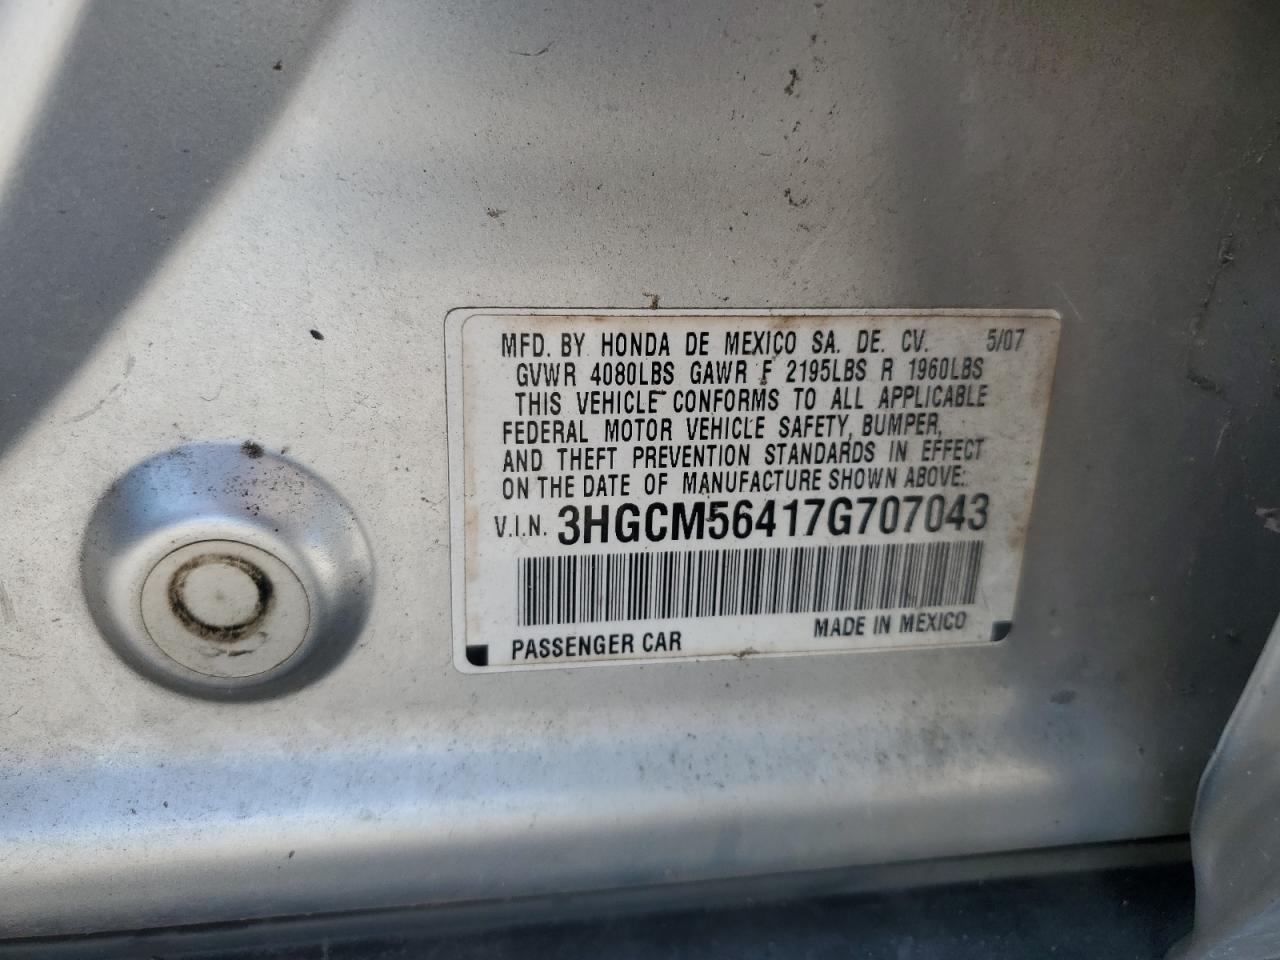 MFD. BY HONDA DE MEXICO SA. DE. CV. 5/07
GVWR 4080LBS GAWR F 2195LBS R 1960LBS
THIS VEHICLE CONFORMS TO ALL APPLICABLE
FEDERAL MOTOR VEHICLE SAFETY, BUMPER,
AND THEFT PREVENTION STANDARDS IN EFFECT
ON THE DATE OF MANUFACTURE SHOWN ABOVE:
V.I.N. 3HGCM56417G707043
PASSENGER CAR MADE IN MEXICO